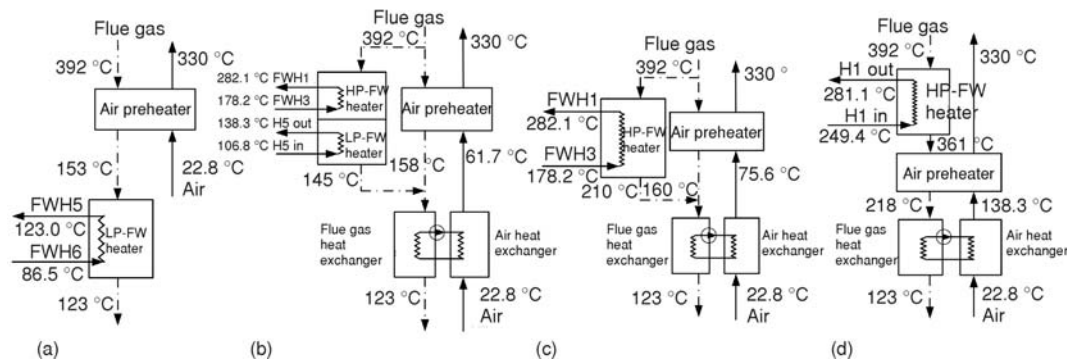 Flue gas
392 °C
330 °C
Air preheater
153 °C
22.8 °C
Air
FWH5
123.0 °C
LP-FW
heater
FWH6
86.5 °C
123 °C
(a)
Flue gas
392 °C
330 °C
282.1 °C FWH1
178.2 °C FWH3
HP-FW
heater
138.3 °C H5 out
106.8 °C H5 in
LP-FW
heater
Air preheater
145 °C
158 °C
61.7 °C
Flue gas
heat
exchanger
Air heat
exchanger
123 °C
22.8 °C
Air
(b)
Flue gas
392 °C
330 °
FWH1
282.1 °C
HP-FW
heater
FWH3
178.2 °C
Air preheater
210 °C
160 °C
75.6 °C
Flue gas
heat
exchanger
Air heat
exchanger
123 °C
22.8 °C
Air
(c)
Flue gas
392 °C
330 °C
H1 out
281.1 °C
HP-FW
heater
H1 in
249.4 °C
361 °C
Air preheater
218 °C
138.3 °C
Flue gas
heat
exchanger
Air heat
exchanger
123 °C
22.8 °C
Air
(d)